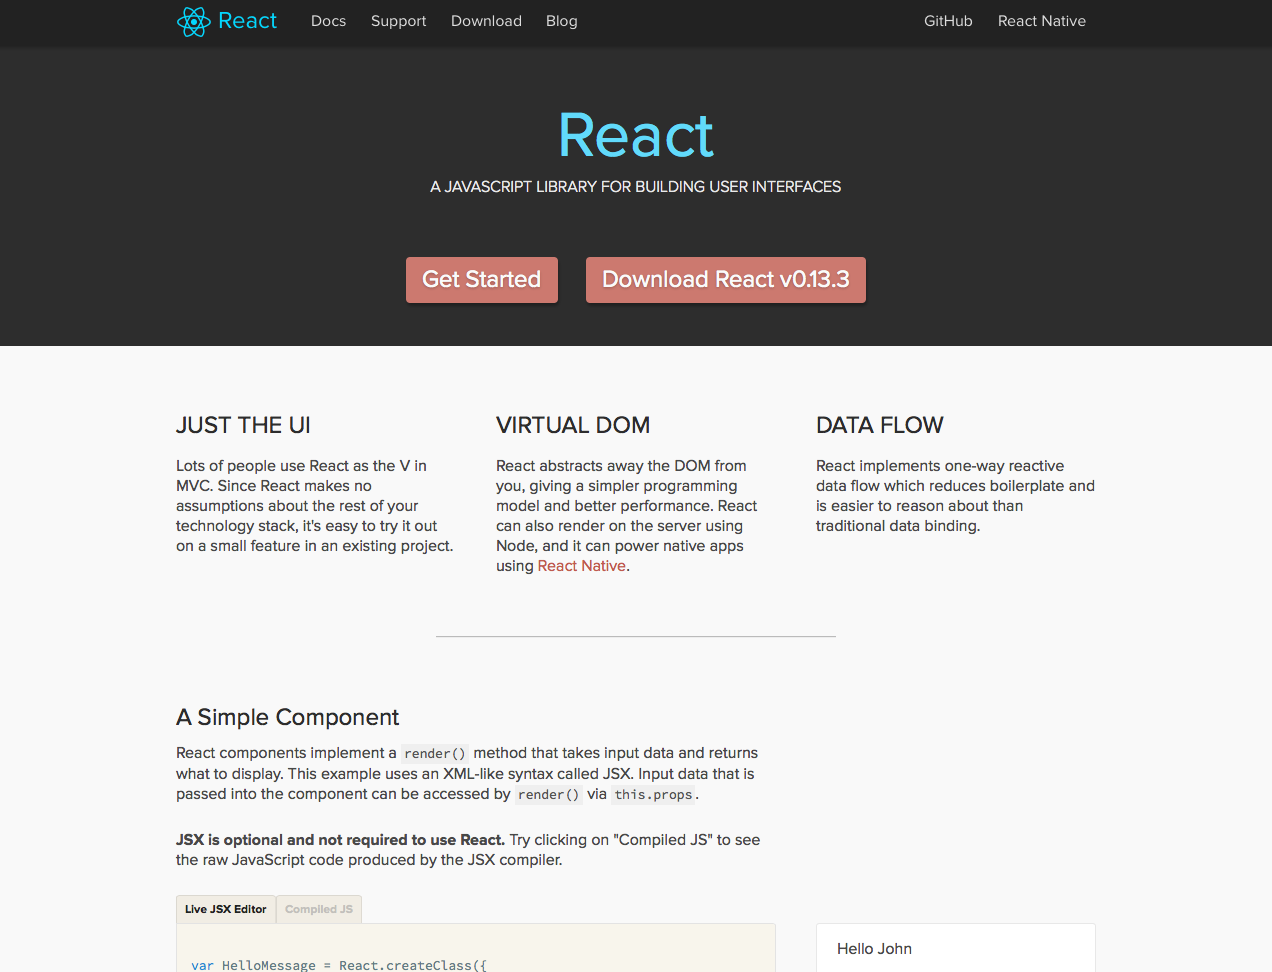 React Docs Support Download Blog GitHub React Native
React
A JAVASCRIPT LIBRARY FOR BUILDING USER INTERFACES
Get Started Download React v0.13.3
JUST THE UI
Lots of people use React as the V in
MVC. Since React makes no
assumptions about the rest of your
technology stack, it's easy to try it out
on a small feature in an existing project.
VIRTUAL DOM
React abstracts away the DOM from
you, giving a simpler programming
model and better performance. React
can also render on the server using
Node, and it can power native apps
using React Native.
DATA FLOW
React implements one-way reactive
data flow which reduces boilerplate and
is easier to reason about than
traditional data binding.
A Simple Component
React components implement a render() method that takes input data and returns
what to display. This example uses an XML-like syntax called JSX. Input data that is
passed into the component can be accessed by render() via this.props.
JSX is optional and not required to use React. Try clicking on "Compiled JS" to see
the raw JavaScript code produced by the JSX compiler.
Live JSX Editor Compiled JS
var HelloMessage = React.createClass({
Hello John